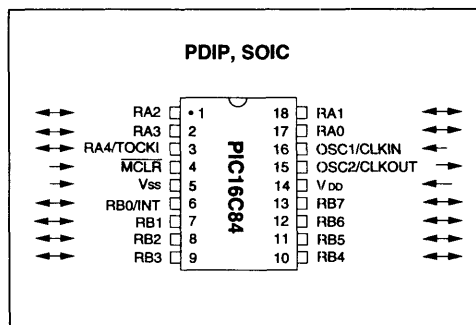 PDIP, SOIC
RA2 • 1 18 RA1
RA3 2 17 RA0
RA4/TOCKI 3 16 OSC1/CLKIN
MCLR 4 15 OSC2/CLKOUT
Vss 5 14 VDD
RB0/INT 6 13 RB7
RB1 7 12 RB6
RB2 8 11 RB5
RB3 9 10 RB4
PIC16C84